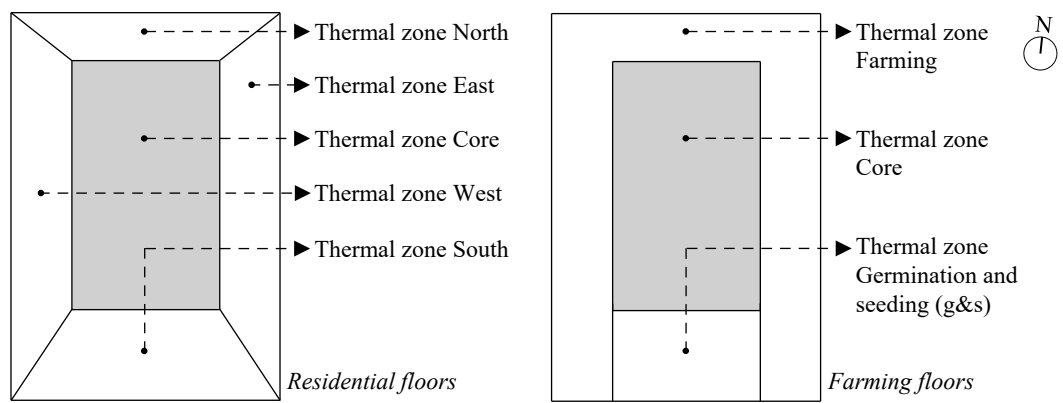 Thermal zone North
Thermal zone East
Thermal zone Core
Thermal zone West
Thermal zone South
Residential floors
Thermal zone
Farming
Thermal zone
Core
Thermal zone
Germination and
seeding (g&s)
Farming floors
N